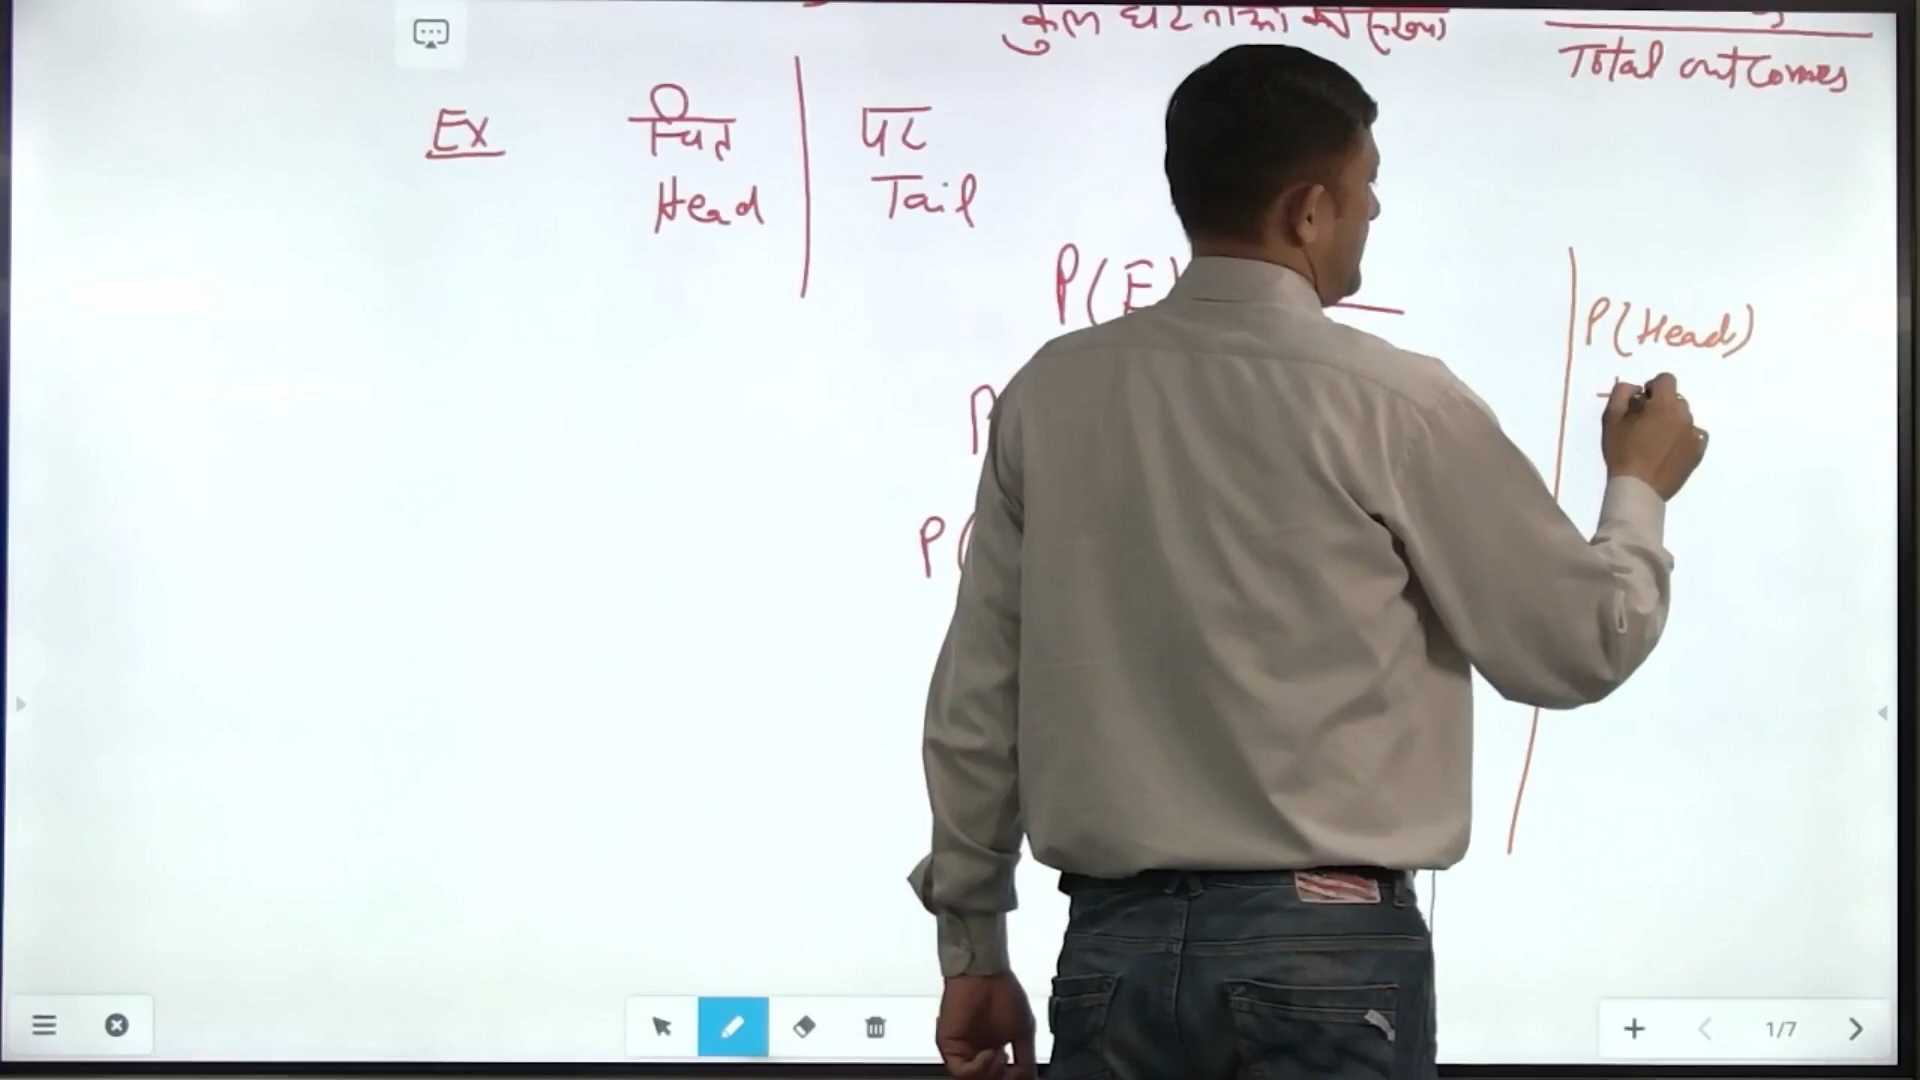 कुल घटनाओं की संख्या
Total outcomes
Ex
चित
पट
Head
Tail
P(E)
P(Head)
+
P
P(
1/7